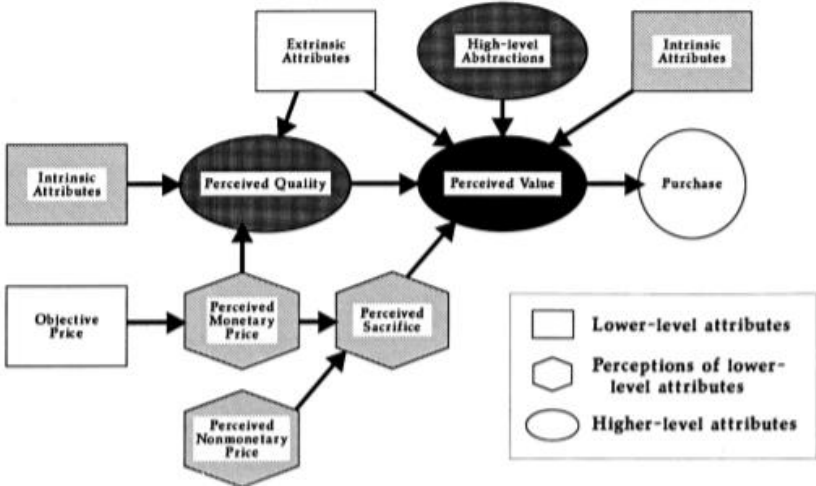 Extrinsic
Attributes
High-level
Abstractions
Intrinsic
Attributes
Intrinsic
Attributes
Perceived Quality
Perceived Value
Purchase
Objective
Price
Perceived
Monetary
Price
Perceived
Sacrifice
Perceived
Nonmonetary
Price
Lower-level attributes
Perceptions of lower-
level attributes
Higher-level attributes